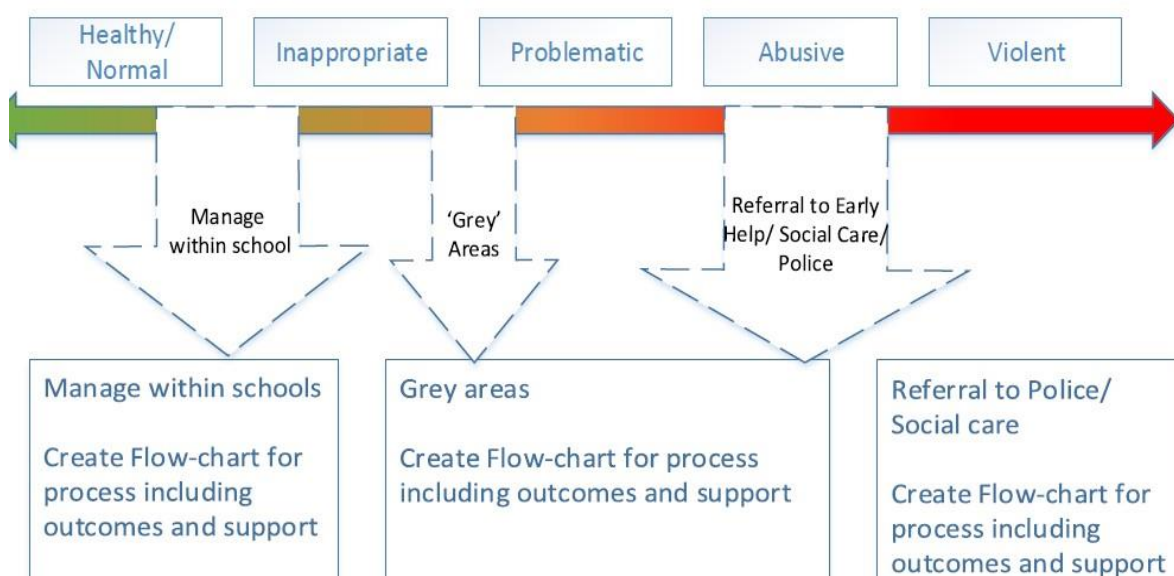 Healthy/
Normal
Inappropriate
Problematic
Abusive
Violent
Manage
within school
‘Grey’
Areas
Referral to Early
Help/ Social Care/
Police
Manage within schools
Create Flow-chart for
process including
outcomes and support
Grey areas
Create Flow-chart for process
including outcomes and support
Referral to Police/
Social care
Create Flow-chart for
process including
outcomes and support